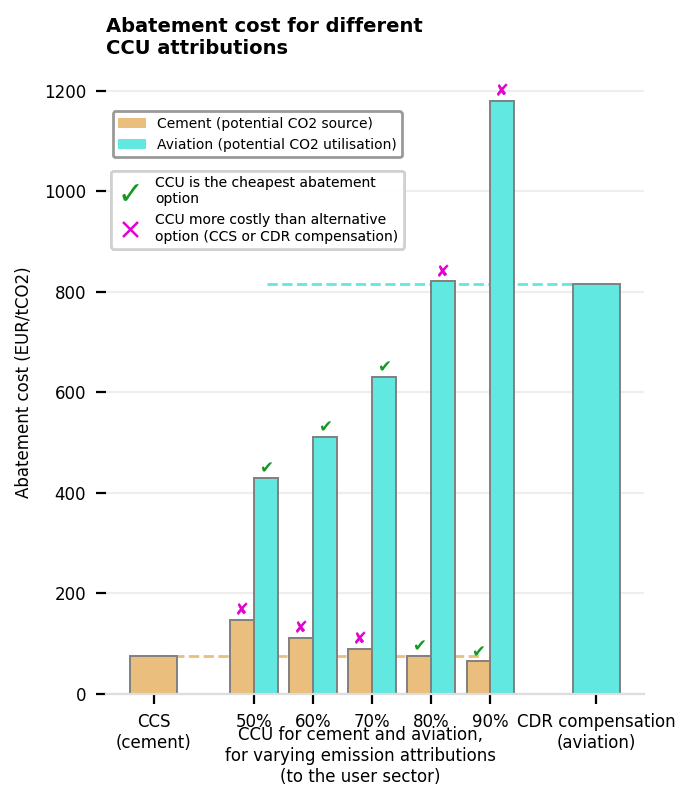 Abatement cost for different
CCU attributions
Abatement cost (EUR/tCO2)
1200
1000
800
600
400
200
0
Cement (potential CO2 source)
Aviation (potential CO2 utilisation)
✓ CCU is the cheapest abatement
option
✗ CCU more costly than alternative
option (CCS or CDR compensation)
✗ ✓ ✗ ✓ ✗ ✓ ✓ ✗ ✓ ✗
CCS
(cement)
50% 60% 70% 80% 90%
CCU for cement and aviation,
for varying emission attributions
(to the user sector)
CDR compensation
(aviation)